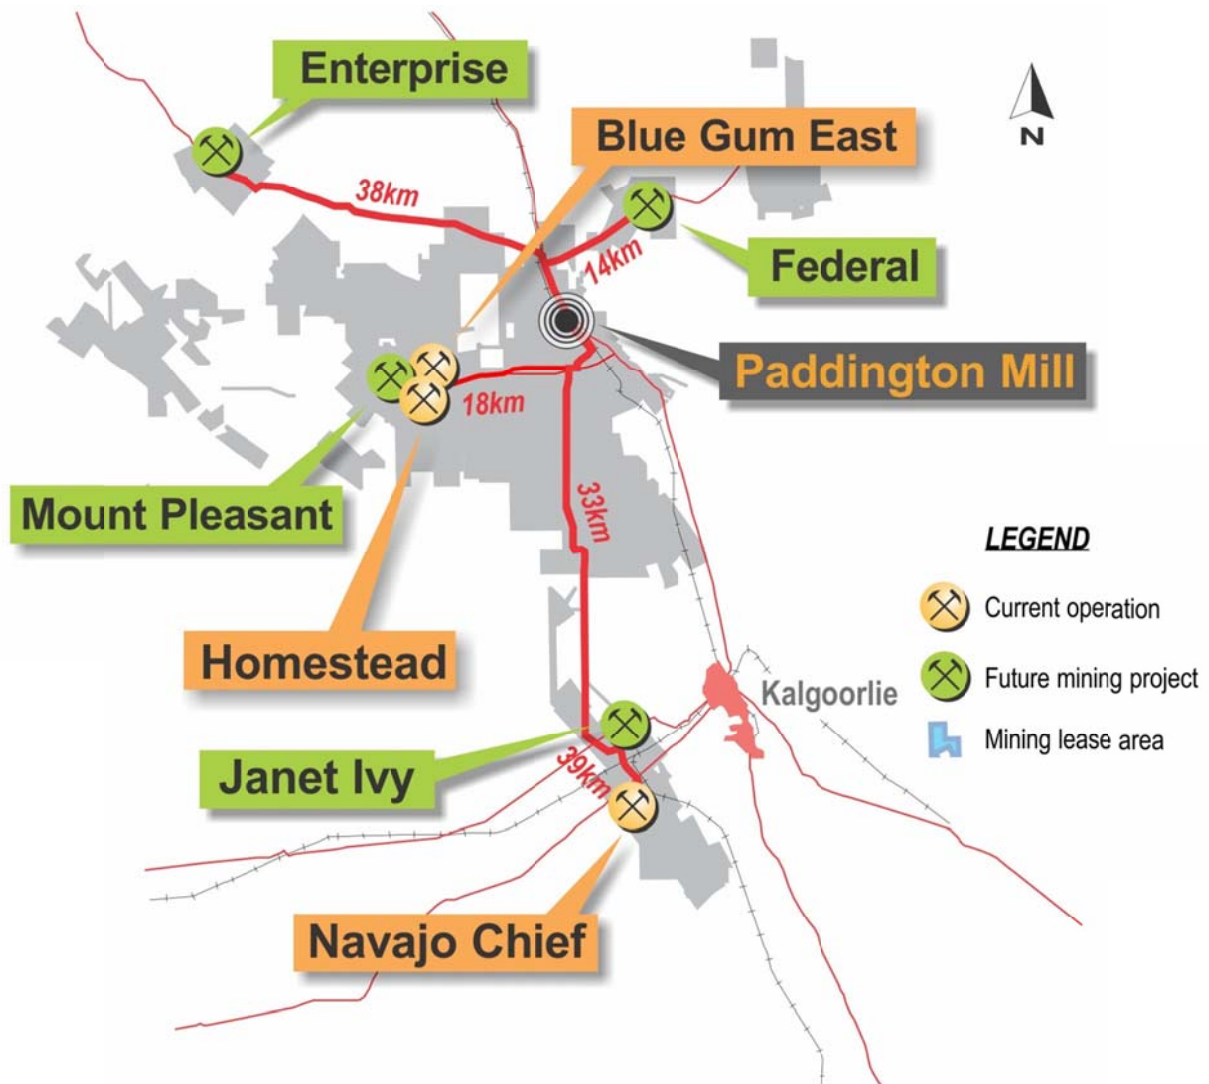 Enterprise
Blue Gum East
N
38km
14km
Federal
Paddington Mill
18km
Mount Pleasant
33km
LEGEND
Current operation
Homestead
Future mining project
Kalgoorlie
Mining lease area
Janet Ivy
39km
Navajo Chief